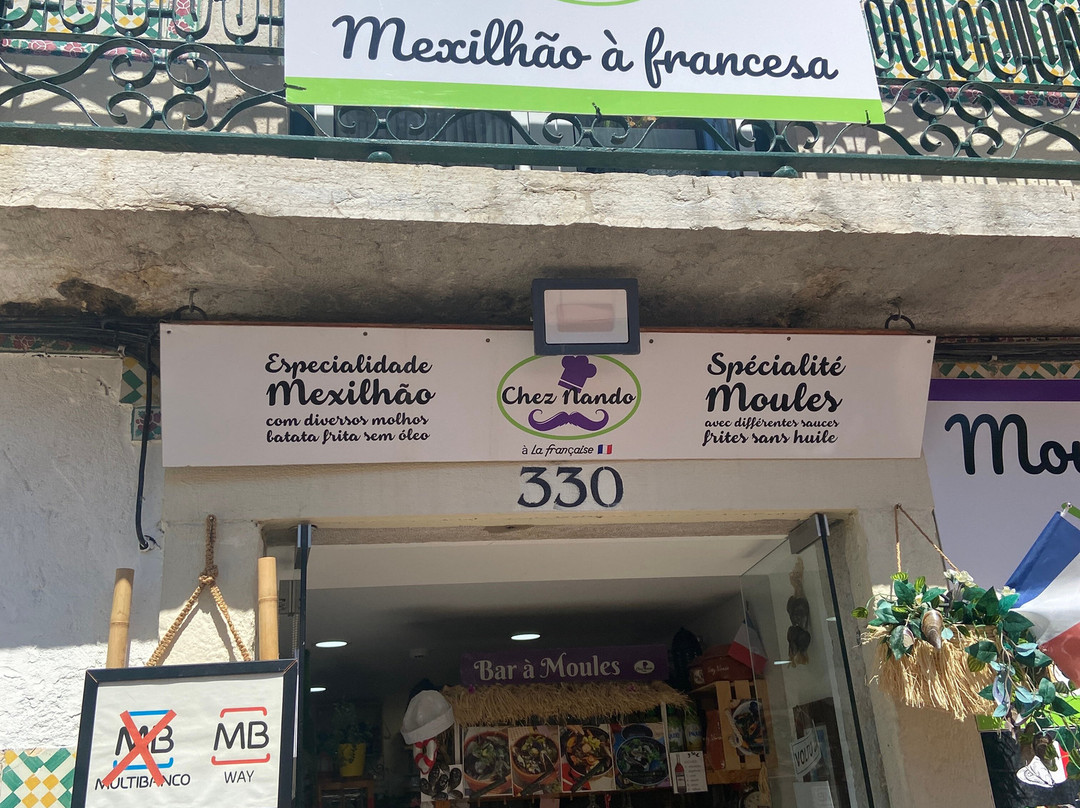 Mexilhão à francesa
Especialidade
Mexilhão
com diversos molhos
batata frita sem óleo
Chez Nando
à la française
Spécialité
Moules
avec différentes sauces
frites sans huile
330
Bar à Moules
MB
MULTIBANCO
MB
WAY